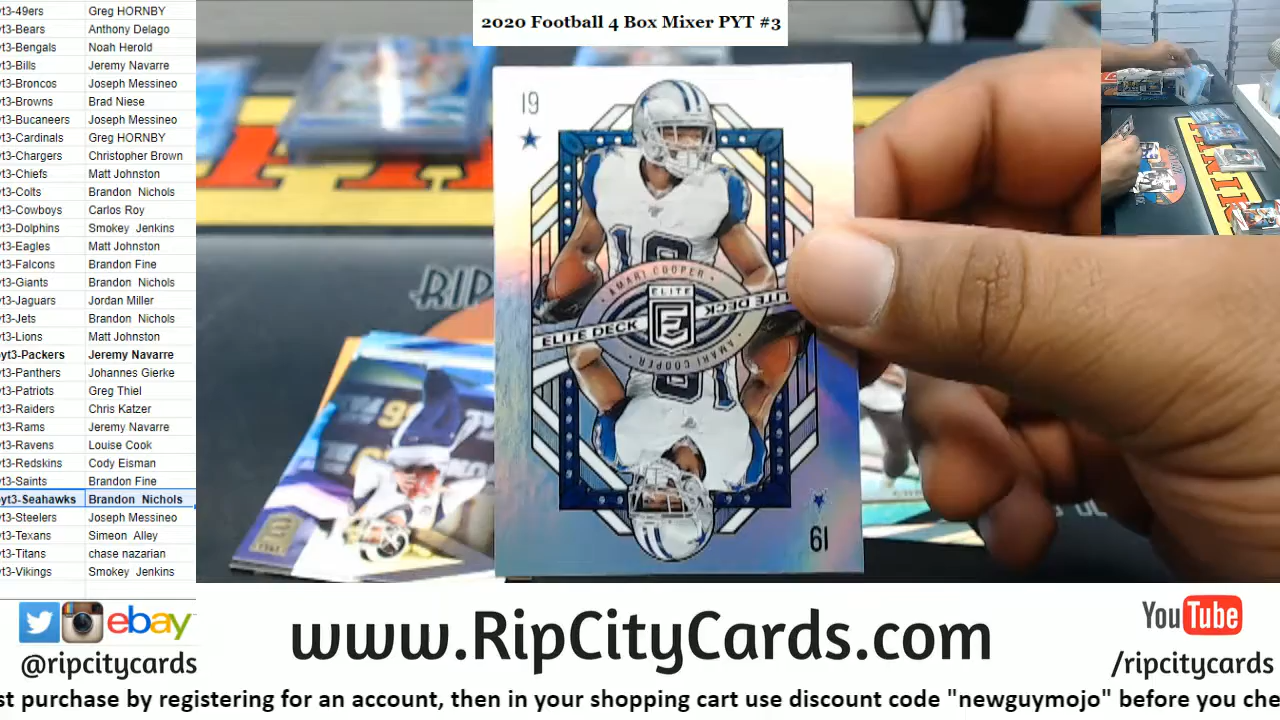 2020 Football 4 Box Mixer PYT #3
yt3-49ers Greg HORNBY
yt3-Bears Anthony Delago
yt3-Bengals Noah Herold
yt3-Bills Jeremy Navarre
yt3-Broncos Joseph Messineo
yt3-Browns Brad Niese
yt3-Bucaneers Joseph Messineo
yt3-Cardinals Greg HORNBY
yt3-Chargers Christopher Brown
yt3-Chiefs Matt Johnston
yt3-Colts Brandon Nichols
yt3-Cowboys Carlos Roy
yt3-Dolphins Smokey Jenkins
yt3-Eagles Matt Johnston
yt3-Falcons Brandon Fine
yt3-Giants Brandon Nichols
yt3-Jaguars Jordan Miller
yt3-Jets Brandon Nichols
yt3-Lions Matt Johnston
yt3-Packers Jeremy Navarre
yt3-Panthers Johannes Gierke
yt3-Patriots Greg Thiel
yt3-Raiders Chris Katzer
yt3-Rams Jeremy Navarre
yt3-Ravens Louise Cook
yt3-Redskins Cody Eisman
yt3-Saints Brandon Fine
yt3-Seahawks Brandon Nichols
yt3-Steelers Joseph Messineo
yt3-Texans Simeon Alley
yt3-Titans chase nazarian
yt3-Vikings Smokey Jenkins
19
19
AMARI COOPER
ELITE
E
ELITE DECK
ELITE DECK
AMARI COOPER
19
19
RIP
ebay
@ripcitycards
www.RipCityCards.com
YouTube
/ripcitycards
st purchase by registering for an account, then in your shopping cart use discount code "newguymojo" before you che